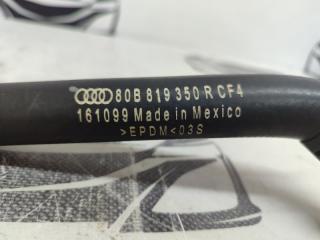 80B 819 350 R CF4
161099 Made in Mexico
>EPDM<03S